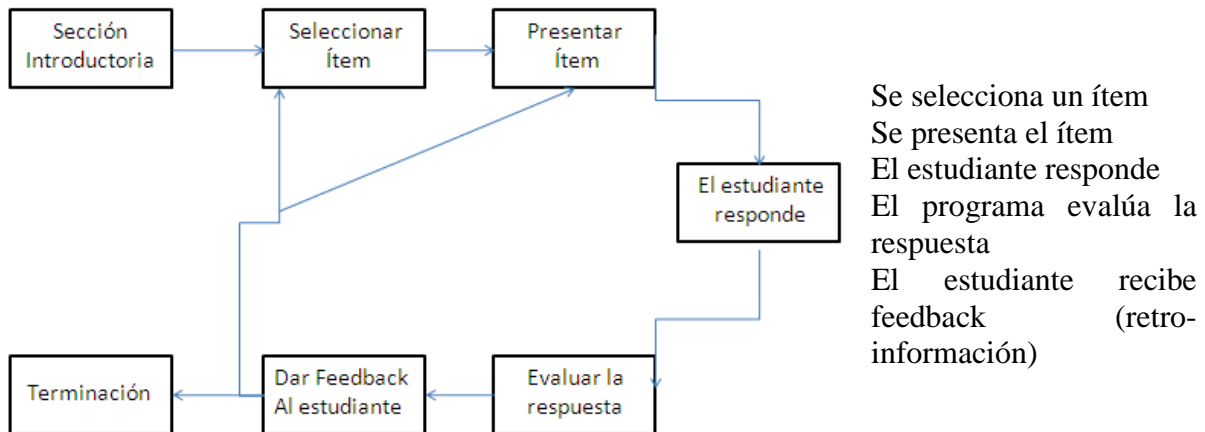 Sección
Introductoria
Seleccionar
Ítem
Presentar
Ítem
El estudiante
responde
Terminación
Dar Feedback
Al estudiante
Evaluar la
respuesta
Se selecciona un ítem
Se presenta el ítem
El estudiante responde
El programa evalúa la
respuesta
El estudiante recibe
feedback (retro-
información)